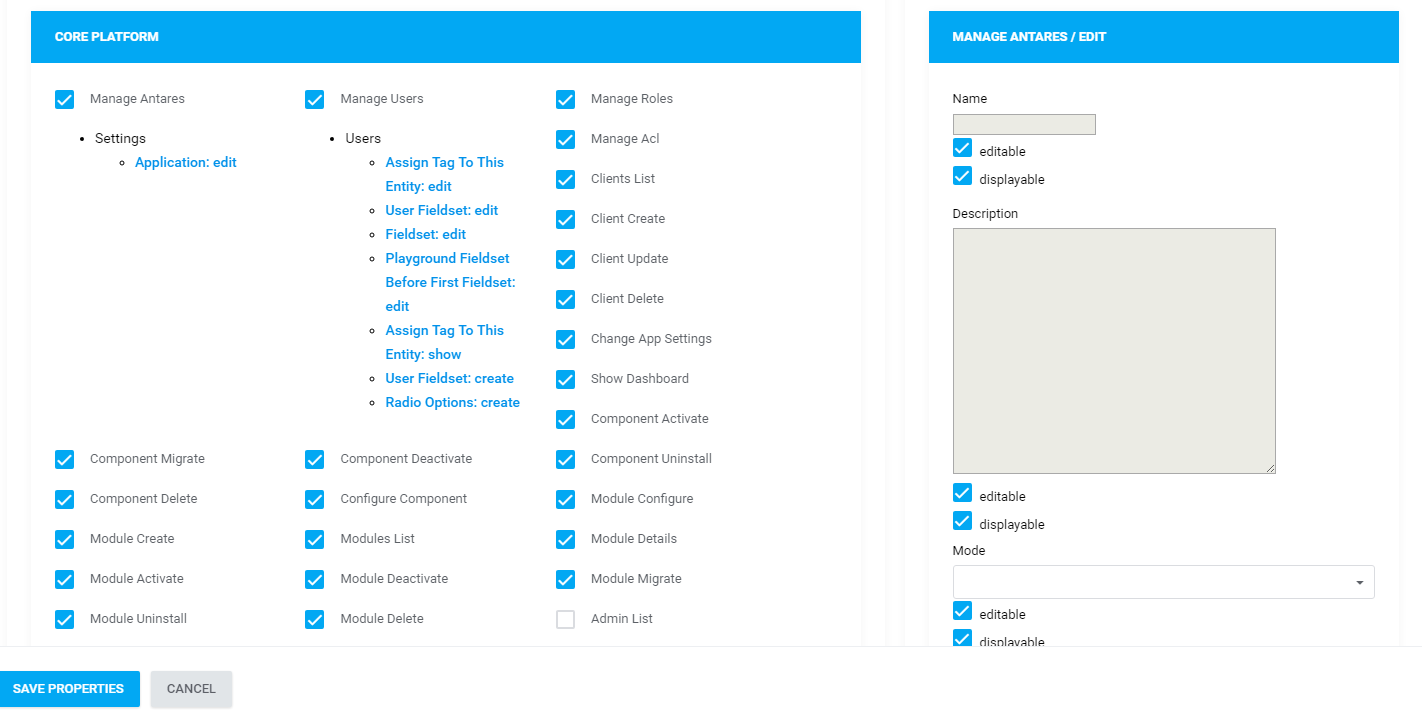 CORE PLATFORM
Manage Antares
Manage Users
Manage Roles
Settings
Application: edit
Users
Assign Tag To This
Entity: edit
User Fieldset: edit
Fieldset: edit
Playground Fieldset
Before First Fieldset:
edit
Assign Tag To This
Entity: show
User Fieldset: create
Radio Options: create
Manage Acl
Clients List
Client Create
Client Update
Client Delete
Change App Settings
Show Dashboard
Component Activate
Component Migrate
Component Deactivate
Component Uninstall
Component Delete
Configure Component
Module Configure
Module Create
Modules List
Module Details
Module Activate
Module Deactivate
Module Migrate
Module Uninstall
Module Delete
Admin List
MANAGE ANTARES / EDIT
Name
editable
displayable
Description
editable
displayable
Mode
editable
displayable
SAVE PROPERTIES
CANCEL